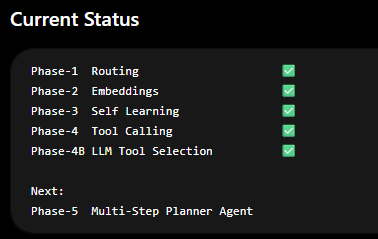 Current Status
Phase-1 Routing ✅
Phase-2 Embeddings ✅
Phase-3 Self Learning ✅
Phase-4 Tool Calling ✅
Phase-4B LLM Tool Selection ✅
Next:
Phase-5 Multi-Step Planner Agent